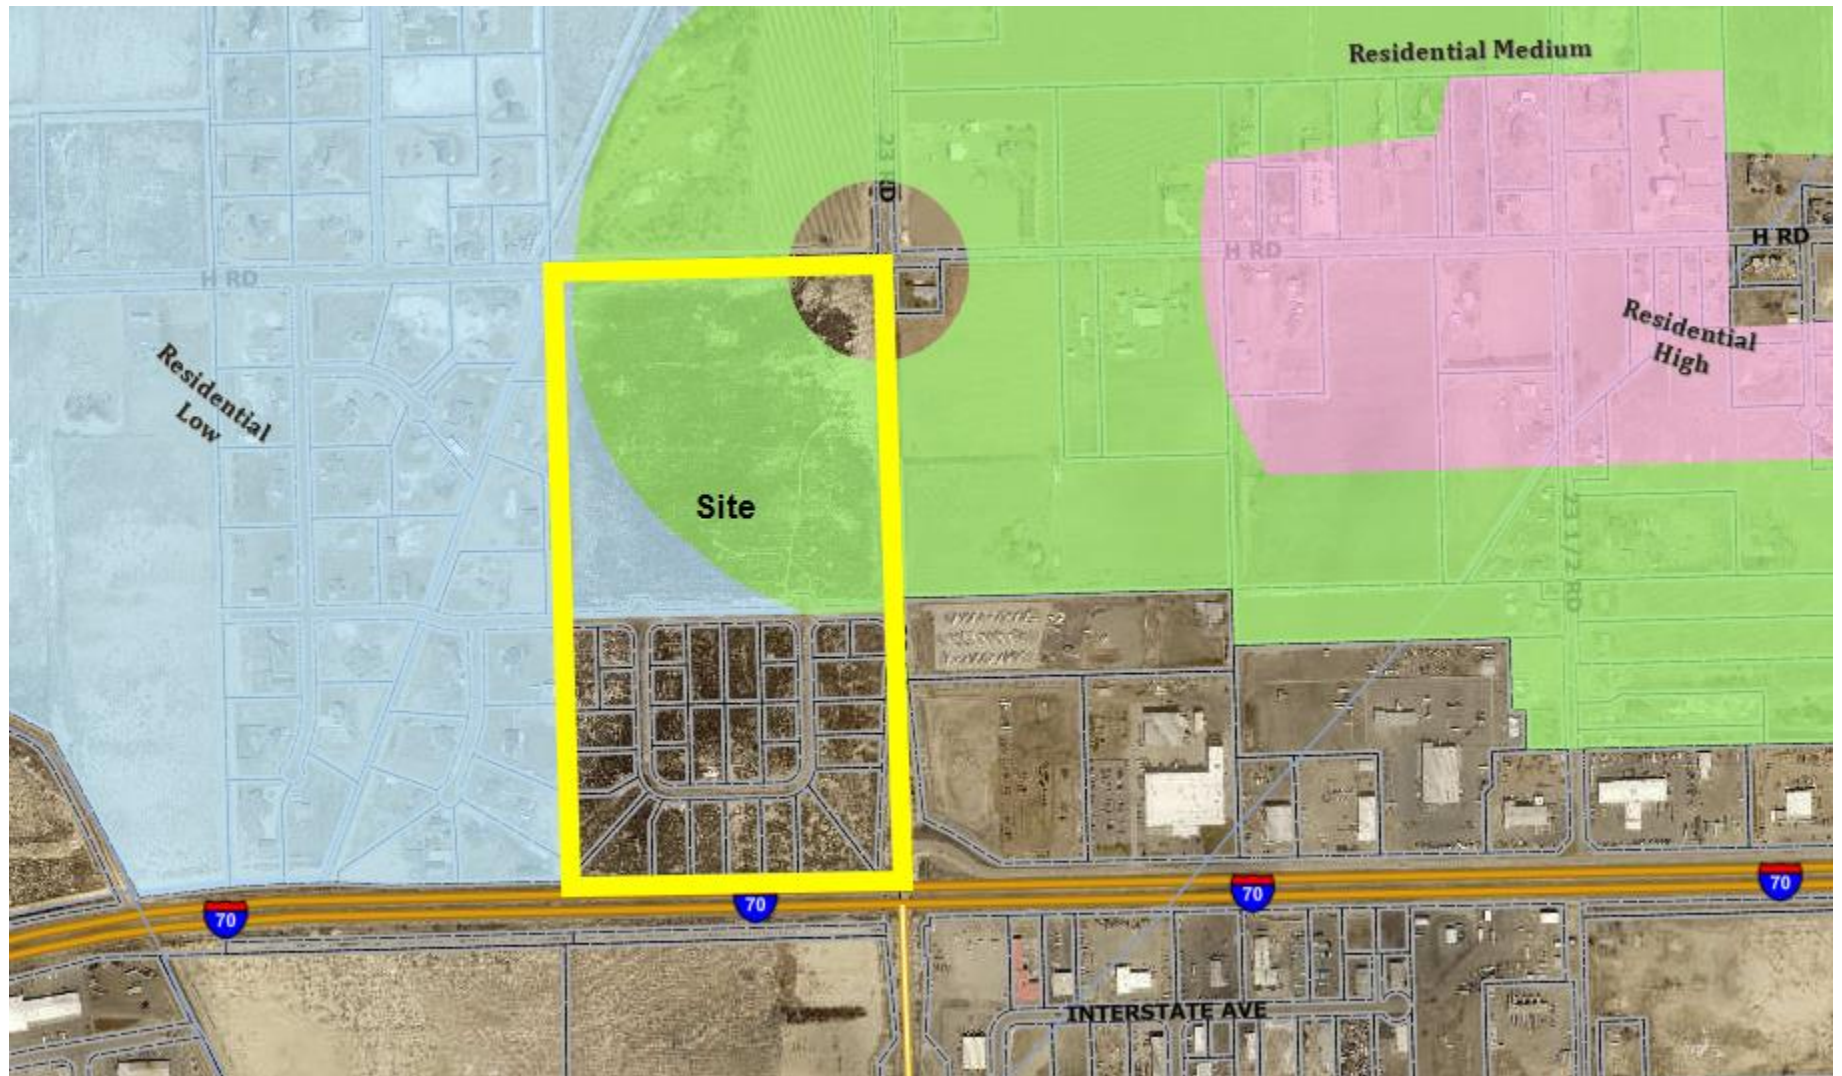 Residential Medium
23 RD
H RD
H RD
H RD
Residential
High
Residential
Low
Site
23 1/2 RD
70
70
70
70
INTERSTATE AVE